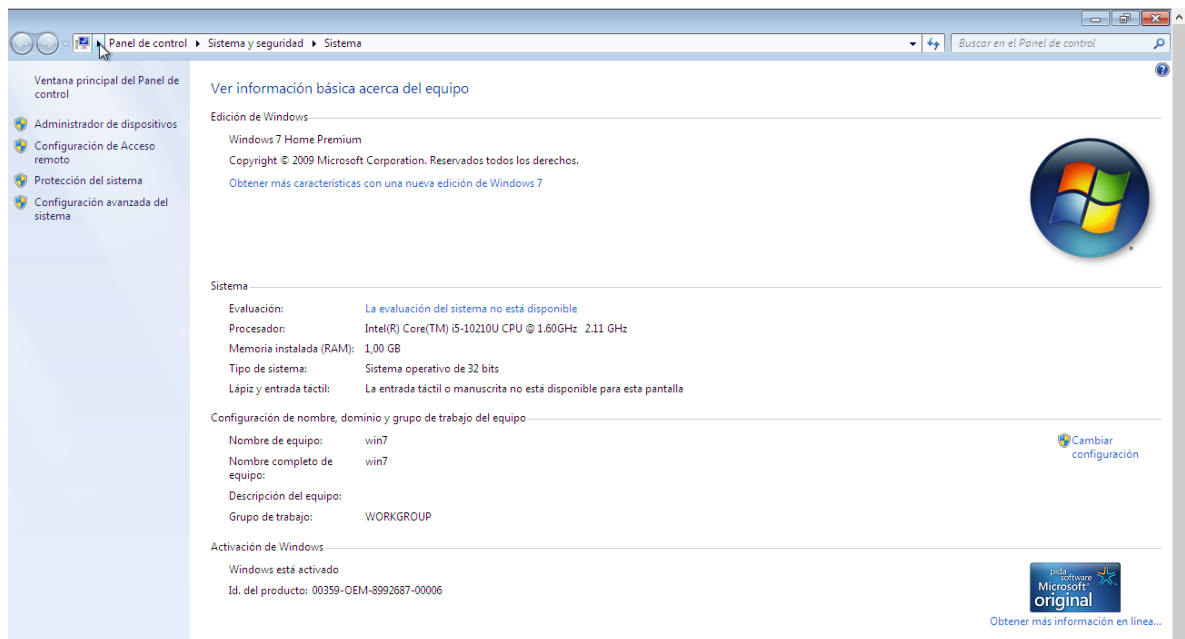 Panel de control ▸ Sistema y seguridad ▸ Sistema
Buscar en el Panel de control
Ventana principal del Panel de
control
Administrador de dispositivos
Configuración de Acceso
remoto
Protección del sistema
Configuración avanzada del
sistema
Ver información básica acerca del equipo
Edición de Windows
Windows 7 Home Premium
Copyright © 2009 Microsoft Corporation. Reservados todos los derechos.
Obtener más características con una nueva edición de Windows 7
Sistema
Evaluación: La evaluación del sistema no está disponible
Procesador: Intel(R) Core(TM) i5-10210U CPU @ 1.60GHz 2.11 GHz
Memoria instalada (RAM): 1,00 GB
Tipo de sistema: Sistema operativo de 32 bits
Lápiz y entrada táctil: La entrada táctil o manuscrita no está disponible para esta pantalla
Configuración de nombre, dominio y grupo de trabajo del equipo
Nombre de equipo: win7
Cambiar
configuración
Nombre completo de win7
equipo:
Descripción del equipo:
Grupo de trabajo: WORKGROUP
Activación de Windows
Windows está activado
Id. del producto: 00359-OEM-8992687-00006
pida
software
Microsoft®
original
Obtener más información en línea...